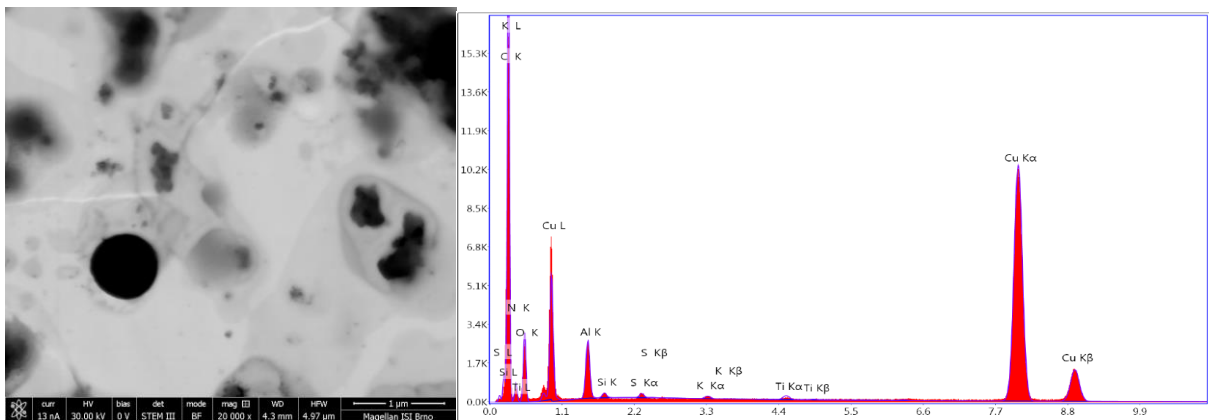 curr HV bias det mode mag WD HFW 1 µm
13 nA 30.00 kV 0 V STEM III BF 20 000 x 4.3 mm 4.97 µm Magellan ISI Brno
15.3K
13.6K
11.9K
10.2K
8.5K
6.8K
5.1K
3.4K
1.7K
0.0K
K L
C K
N K
O K
S L
Si L
Ti L
Cu L
Al K
Si K
S Kα
S Kβ
K Kα
K Kβ
Ti Kα Ti Kβ
Cu Kα
Cu Kβ
0.0 1.1 2.2 3.3 4.4 5.5 6.6 7.7 8.8 9.9